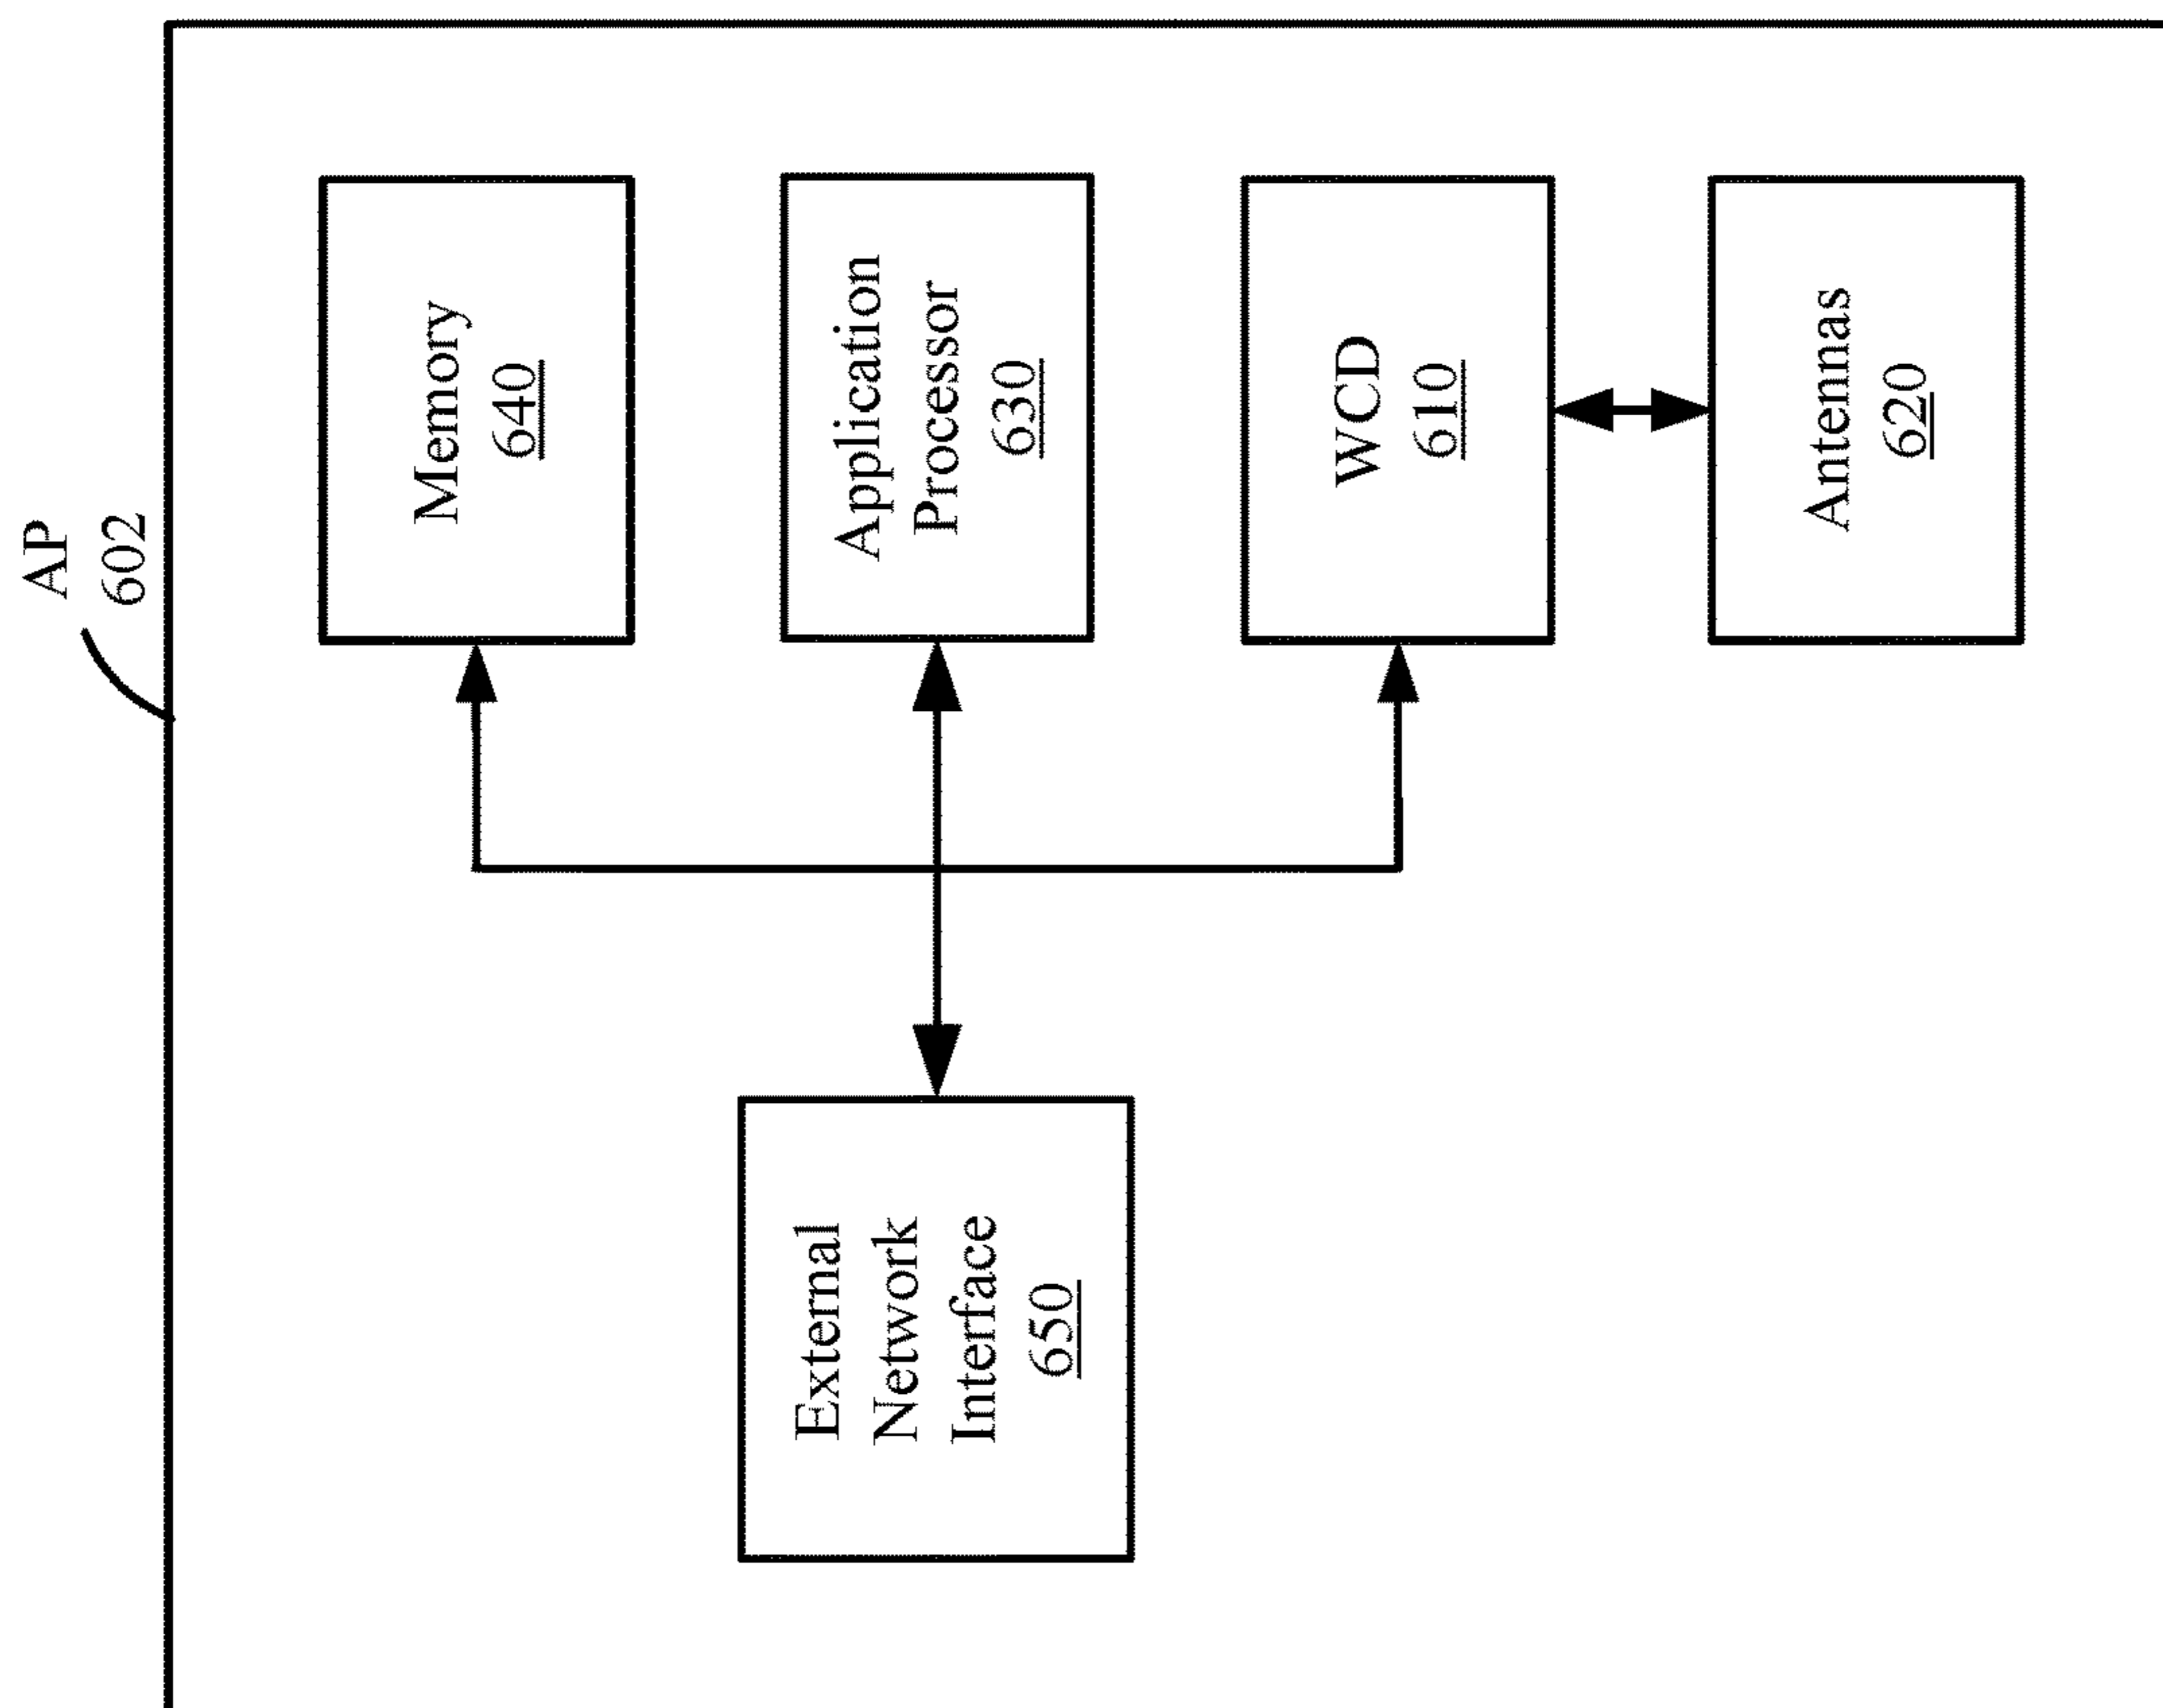 AP
602
Memory
640
Application
Processor
630
WCD
610
Antennas
620
External
Network
Interface
650